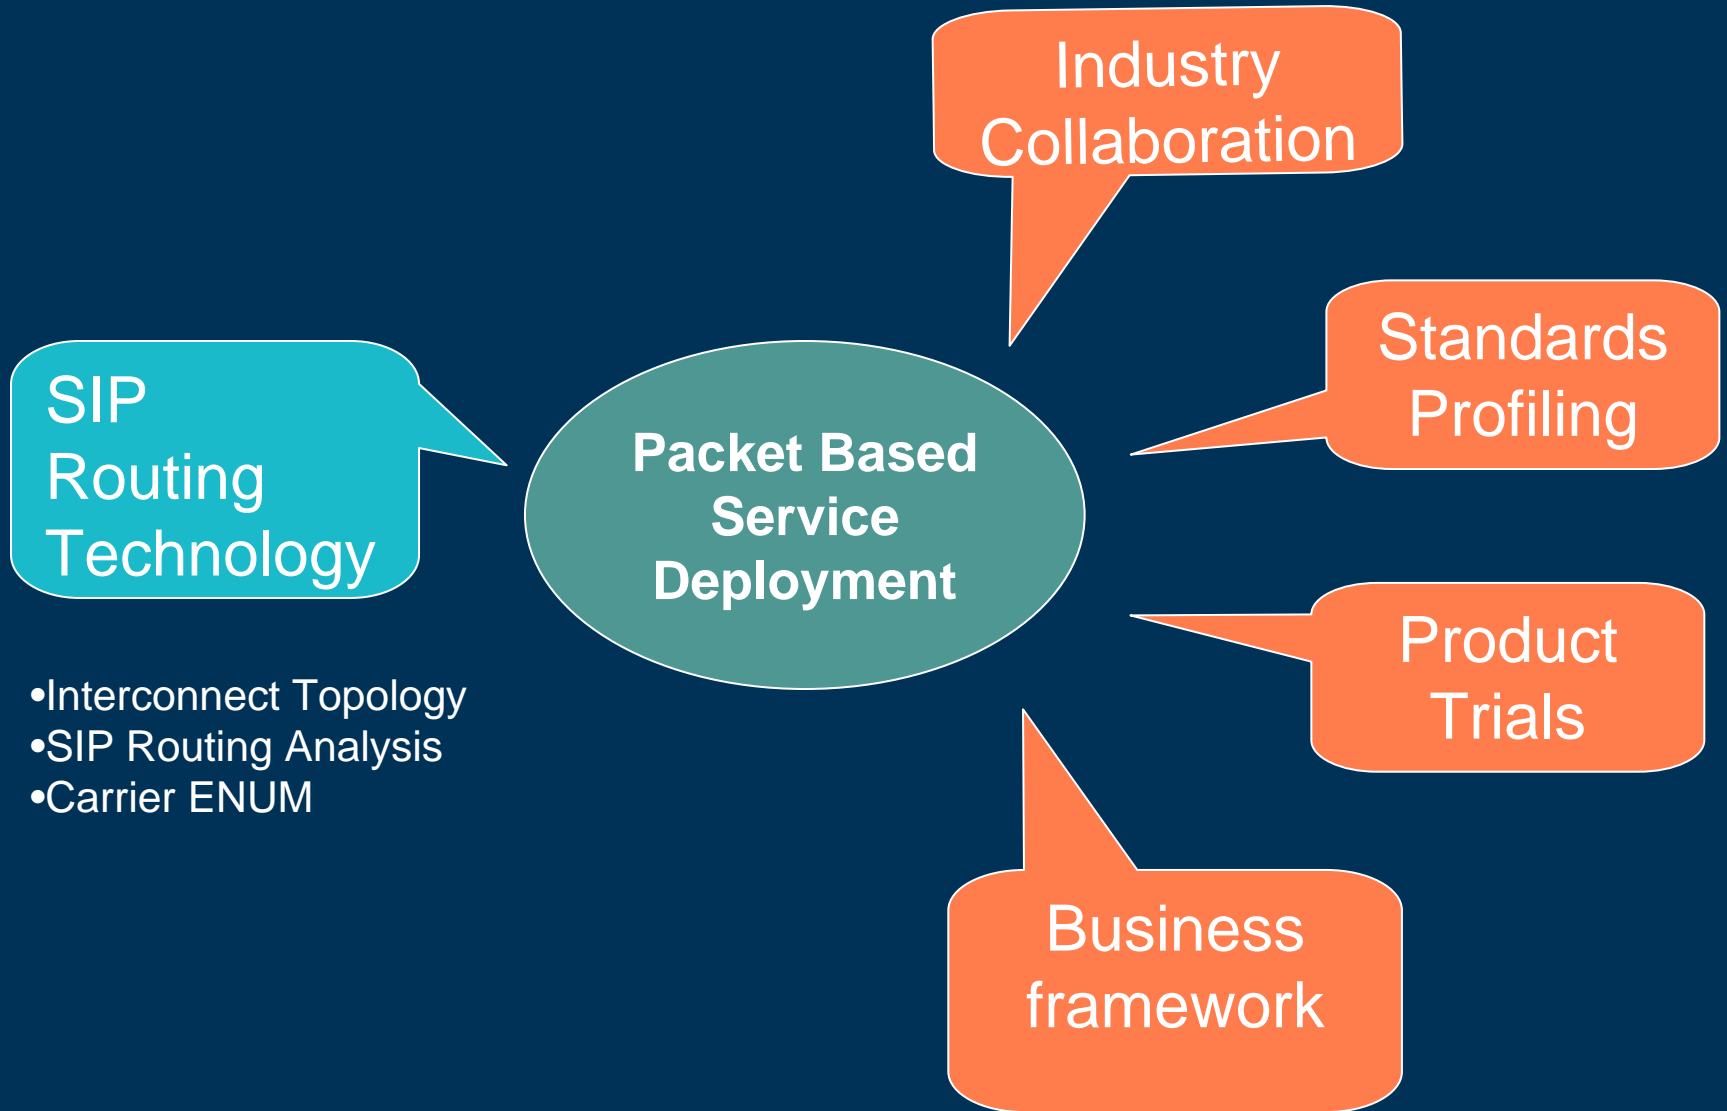 Industry
Collaboration
Standards
Profiling
SIP
Routing
Technology
Packet Based
Service
Deployment
Product
Trials
•Interconnect Topology
•SIP Routing Analysis
•Carrier ENUM
Business
framework